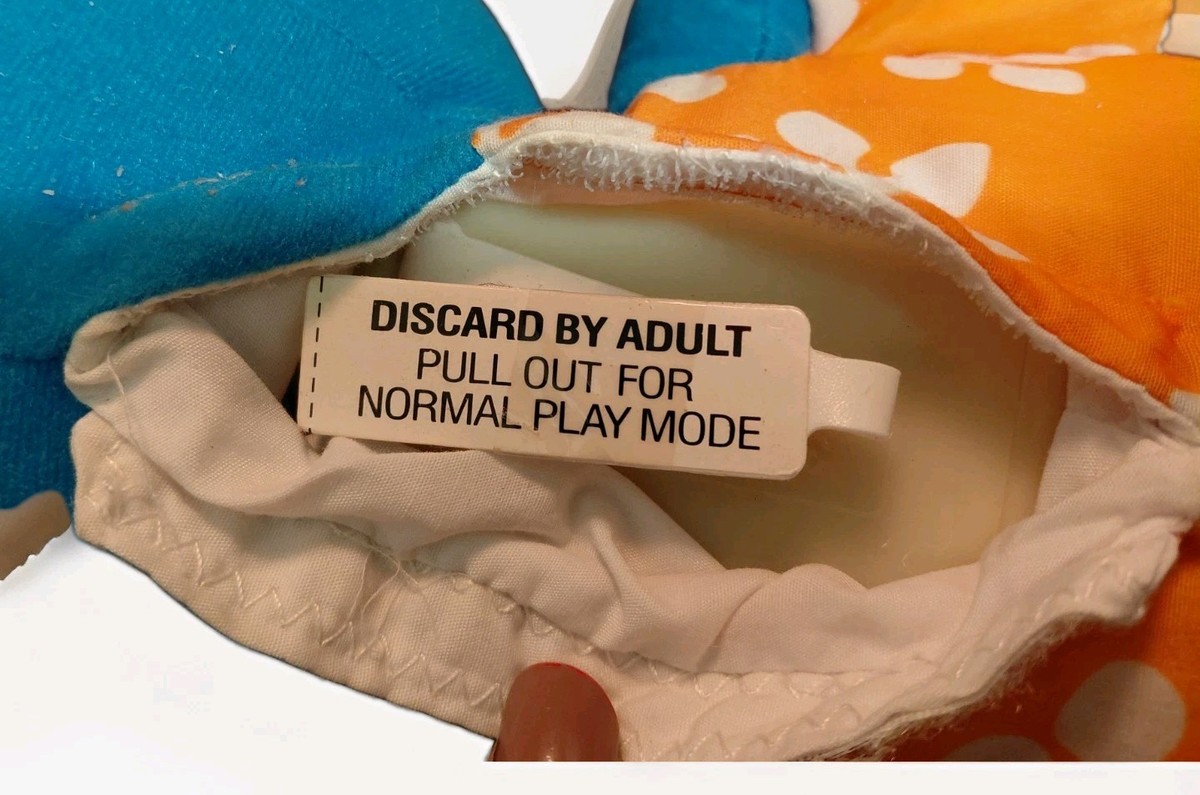 DISCARD BY ADULT
PULL OUT FOR
NORMAL PLAY MODE